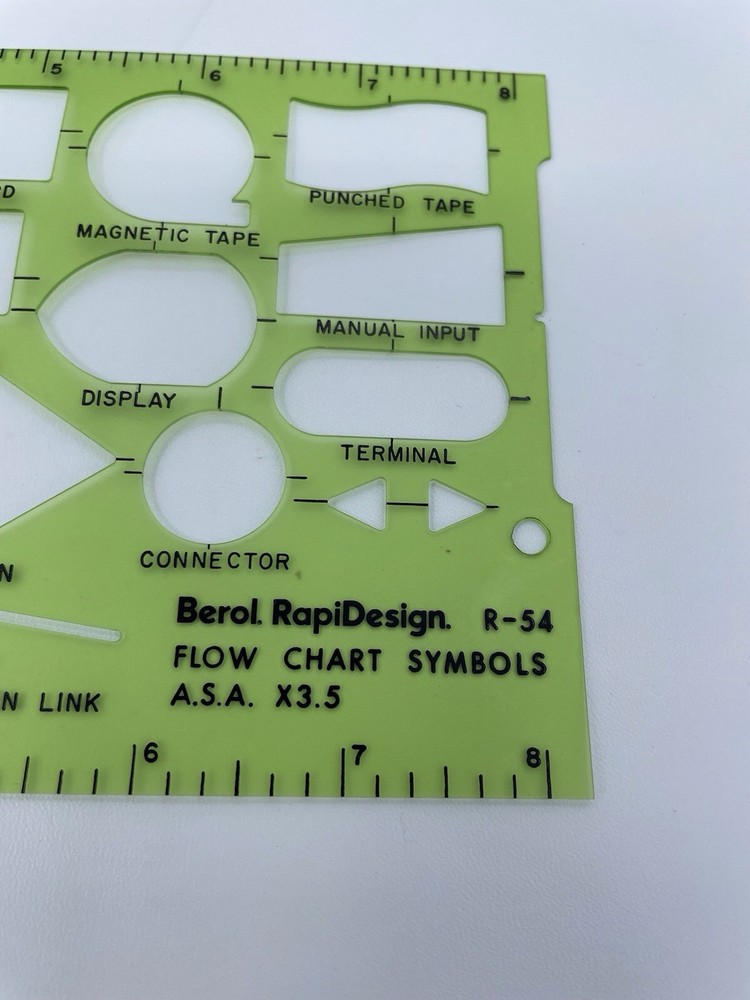 5 6 7 8
D
PUNCHED TAPE
MAGNETIC TAPE
MANUAL INPUT
DISPLAY
TERMINAL
CONNECTOR
N
Berol. RapiDesign. R-54
FLOW CHART SYMBOLS
N LINK
A.S.A. X3.5
6 7 8